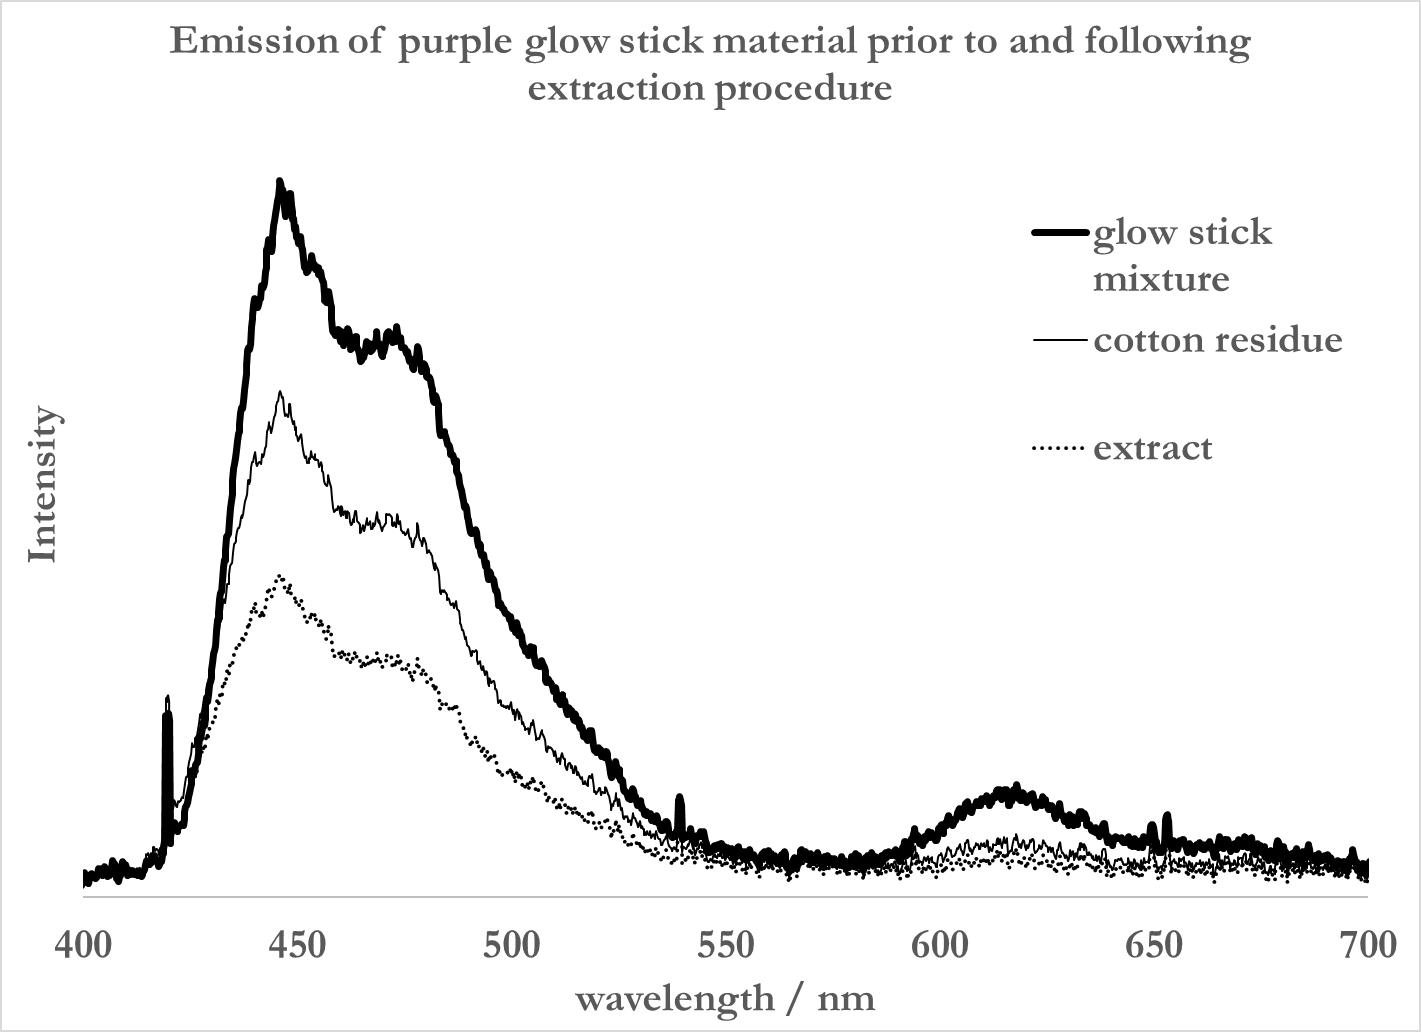 Emission of purple glow stick material prior to and following
extraction procedure
glow stick
mixture
cotton residue
extract
Intensity
400 450 500 550 600 650 700
wavelength / nm